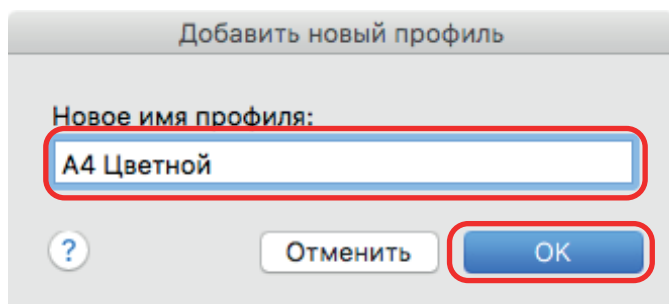 Добавить новый профиль
Новое имя профиля:
A4 Цветной
? Отменить OK